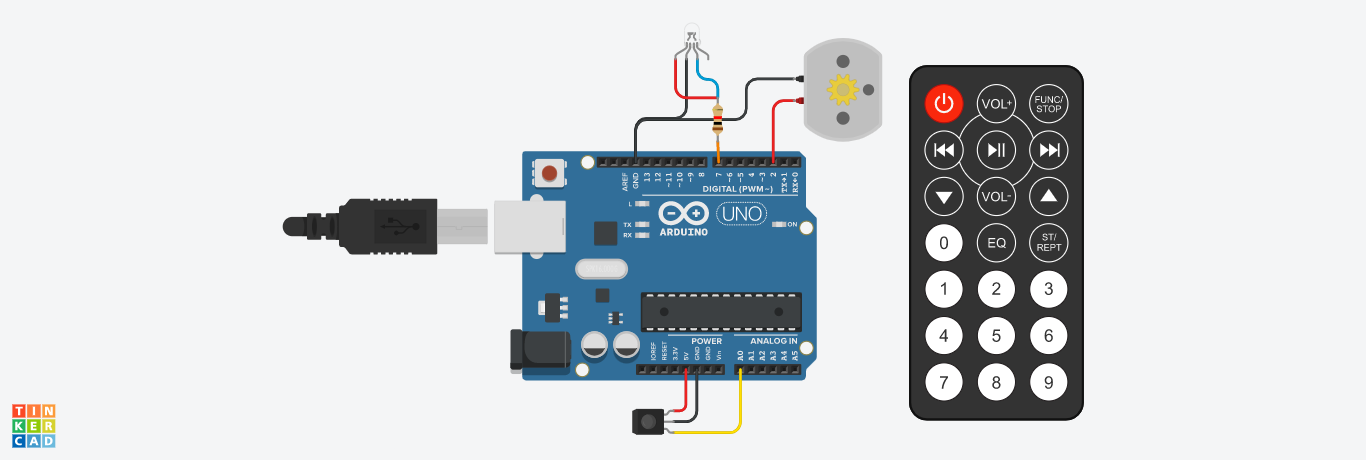 VOL+
FUNC/
STOP
VOL-
0
EQ
ST/
REPT
1
2
3
4
5
6
7
8
9
AREF
GND
13
12
~11
~10
~9
8
7
~6
~5
4
~3
2
TX→1
RX←0
DIGITAL (PWM~)
L
TX
RX
ARDUINO
UNO
ON
POWER
ANALOG IN
IOREF
RESET
3.3V
5V
GND
GND
Vin
A0
A1
A2
A3
A4
A5
TIN
KER
CAD